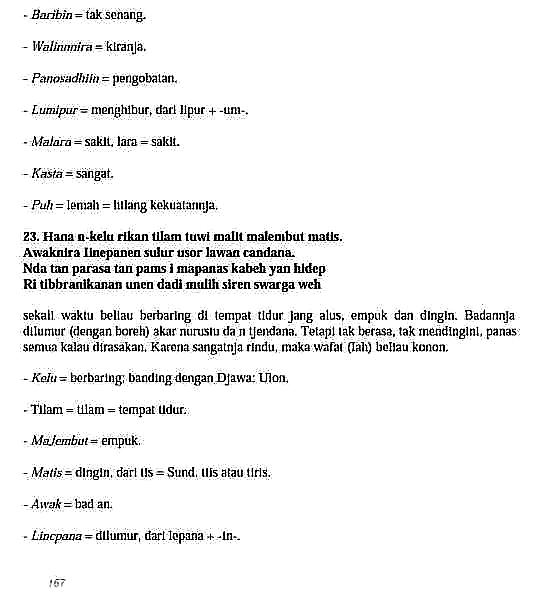 - Baribin = tak senang.
- Walinonira = kiranja.
- Panosadhiin = pengobatan.
- Lumipur = menghibur, dari lipur + -um-.
- Malara = sakit, lara = sakit.
- Kasta = sangat.
- Puh = lemah = hilang kekuatannja.
23. Hana n-kelu rikan tilam tuwi malit malembut matis.
Awaknira linepanen sulur usor lawan candana.
Nda tan parasa tan pams i mapanas kabeh yan hidep
Ri tibbranikanan unen dadi mulih siren swarga weh
sekali waktu beliau berbaring di tempat tidur jang alus, empuk dan dingin. Badannja
dilumur (dengan boreh) akar nurustu da n tjendana. Tetapi tak berasa, tak mendingini, panas
semua kalau dirasakan. Karena sangatnja rindu, maka wafat (lah) beliau konon.
- Kelu = berbaring; banding dengan Djawa: Ulon.
- Tilam = tilam = tempat tidur.
- MaJembut = empuk.
- Matis = dingin, dari tis = Sund. tiis atau tiris.
- Awak = bad an.
- Lincpana = dilumur, dari lepana + -in-.
167